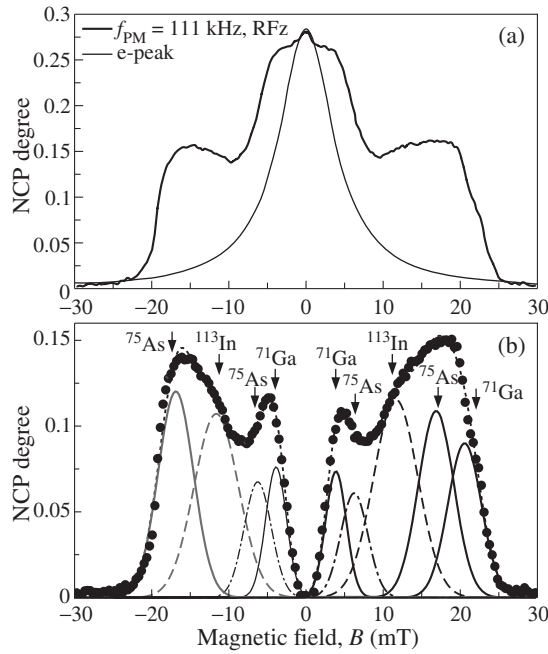 0.3
0.25
0.2
0.15
0.1
0.05
0
NCP degree
f_PM = 111 kHz, RFz
e-peak
(a)
−30 −20 −10 0 10 20 30
0.15
0.10
0.05
0
NCP degree
(b)
⁷⁵As
¹¹³In
⁷⁵As
⁷¹Ga
⁷¹Ga
⁷⁵As
¹¹³In
⁷⁵As
⁷¹Ga
−30 −20 −10 0 10 20 30
Magnetic field, B (mT)